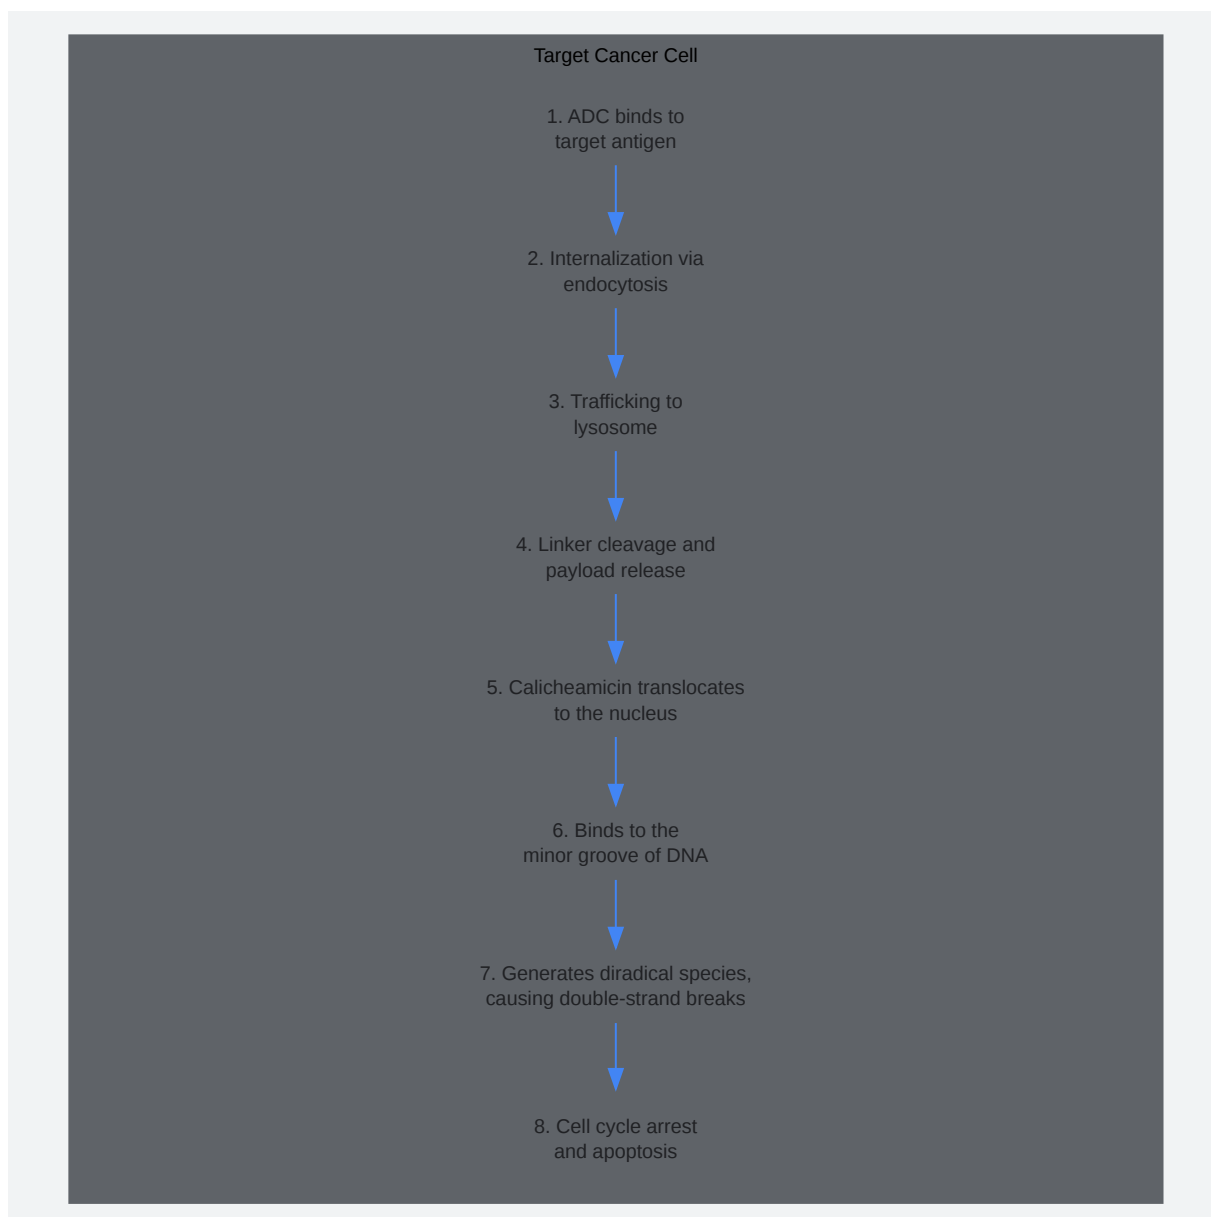 Target Cancer Cell
1. ADC binds to
target antigen
2. Internalization via
endocytosis
3. Trafficking to
lysosome
4. Linker cleavage and
payload release
5. Calicheamicin translocates
to the nucleus
6. Binds to the
minor groove of DNA
7. Generates diradical species,
causing double-strand breaks
8. Cell cycle arrest
and apoptosis